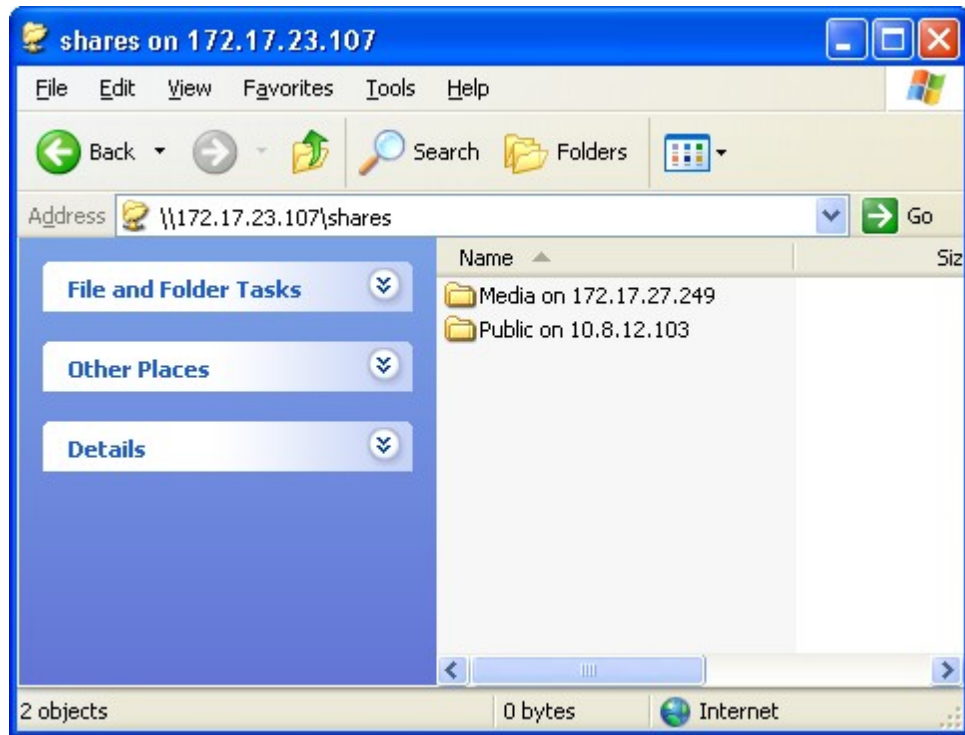 shares on 172.17.23.107
File Edit View Favorites Tools Help
Back Search Folders
Address \\172.17.23.107\shares Go
Name Siz
File and Folder Tasks
Media on 172.17.27.249
Public on 10.8.12.103
Other Places
Details
2 objects 0 bytes Internet